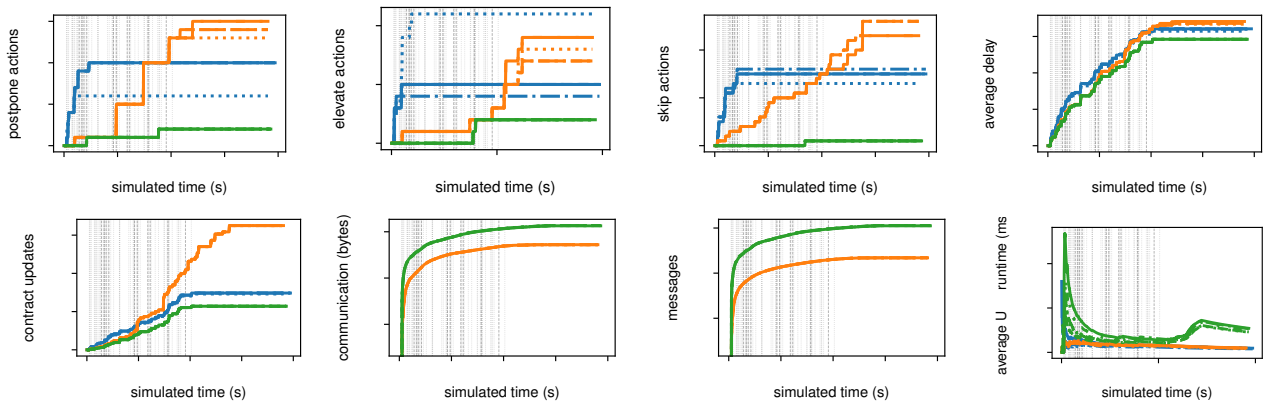 postpone actions
simulated time (s)
elevate actions
simulated time (s)
skip actions
simulated time (s)
average delay
simulated time (s)
contract updates
simulated time (s)
communication (bytes)
simulated time (s)
messages
simulated time (s)
average U runtime (ms
simulated time (s)